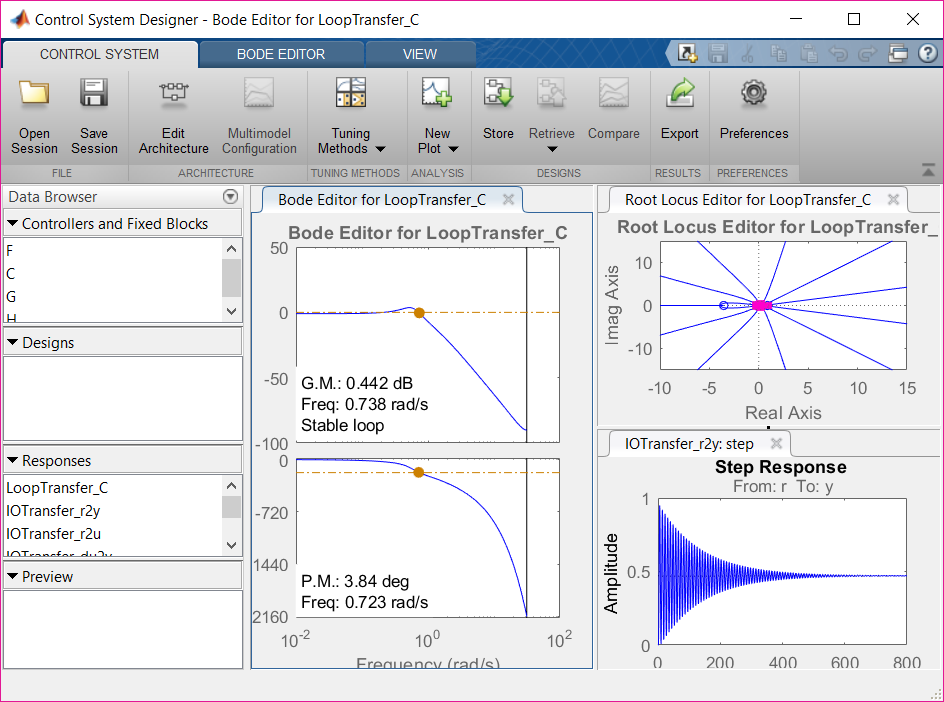 Control System Designer - Bode Editor for LoopTransfer_C
CONTROL SYSTEM BODE EDITOR VIEW
Open Session
Save Session
Edit Architecture
Multimodel Configuration
Tuning Methods
New Plot
Store
Retrieve
Compare
Export
Preferences
FILE ARCHITECTURE TUNING METHODS ANALYSIS DESIGNS RESULTS PREFERENCES
Data Browser
Controllers and Fixed Blocks
F
C
G
H
Designs
Responses
LoopTransfer_C
IOTransfer_r2y
IOTransfer_r2u
IOTransfer_du2y
Preview
Bode Editor for LoopTransfer_C
Bode Editor for LoopTransfer_C
50
0
-50
-100
G.M.: 0.442 dB
Freq: 0.738 rad/s
Stable loop
0
-720
1440
2160
P.M.: 3.84 deg
Freq: 0.723 rad/s
10-2 100 102
Frequency (rad/s)
Root Locus Editor for LoopTransfer_C
Root Locus Editor for LoopTransfer_
Imag Axis
10
0
-10
-10 -5 0 5 10 15
Real Axis
IOTransfer_r2y: step
Step Response
From: r To: y
Amplitude
1
0.5
0
0 200 400 600 800